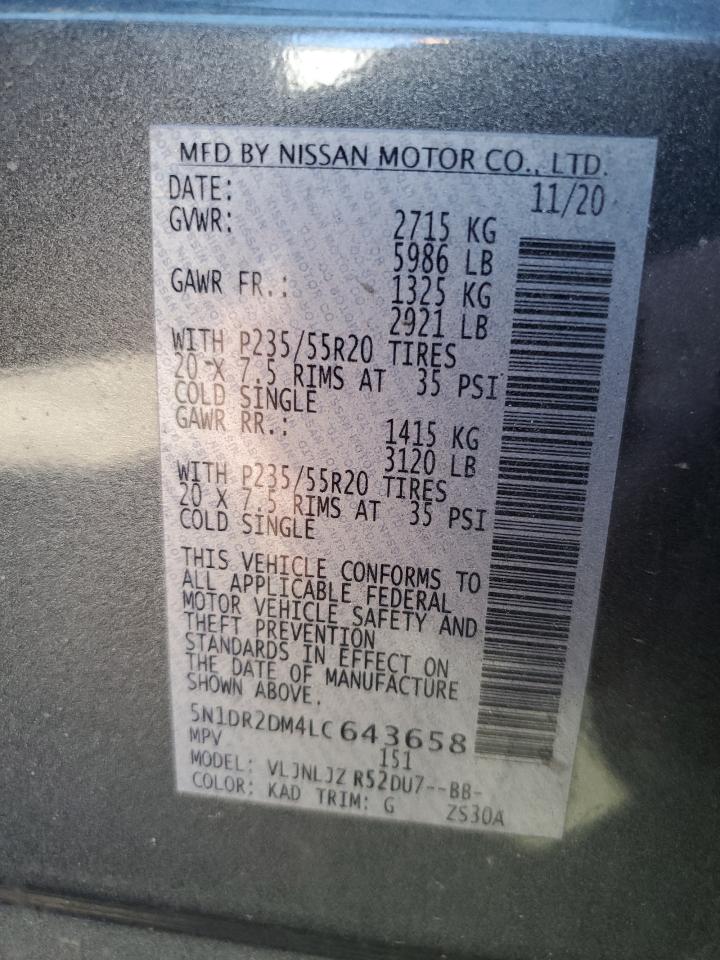 MFD BY NISSAN MOTOR CO., LTD.
DATE: 11/20
GVWR: 2715 KG
5986 LB
GAWR FR.: 1325 KG
2921 LB
WITH P235/55R20 TIRES
20 X 7.5 RIMS AT 35 PSI
COLD SINGLE
GAWR RR.: 1415 KG
3120 LB
WITH P235/55R20 TIRES
20 X 7.5 RIMS AT 35 PSI
COLD SINGLE
THIS VEHICLE CONFORMS TO
ALL APPLICABLE FEDERAL
MOTOR VEHICLE SAFETY AND
THEFT PREVENTION
STANDARDS IN EFFECT ON
THE DATE OF MANUFACTURE
SHOWN ABOVE.
5N1DR2DM4LC643658
MPV 151
MODEL: VLJNLJZ R52DU7--BB-
COLOR: KAD TRIM: G ZS30A